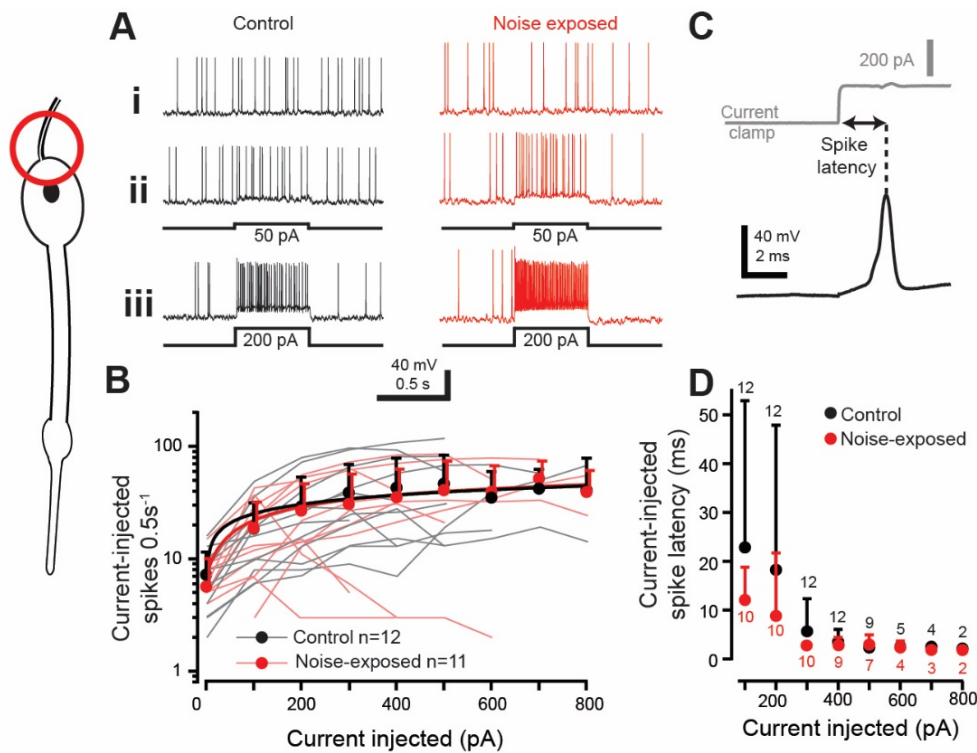 A
Control
Noise exposed
i
ii
50 pA
50 pA
iii
200 pA
200 pA
40 mV
0.5 s
B
Current-injected
spikes 0.5s-1
100
10
1
0
200
400
600
800
Control n=12
Noise-exposed n=11
Current injected (pA)
C
200 pA
Current
clamp
Spike
latency
40 mV
2 ms
D
Current-injected
spike latency (ms)
50
40
30
20
10
0
12
12
12
12
9
5
4
2
10
10
10
9
7
4
3
2
Control
Noise-exposed
200
400
600
800
Current injected (pA)